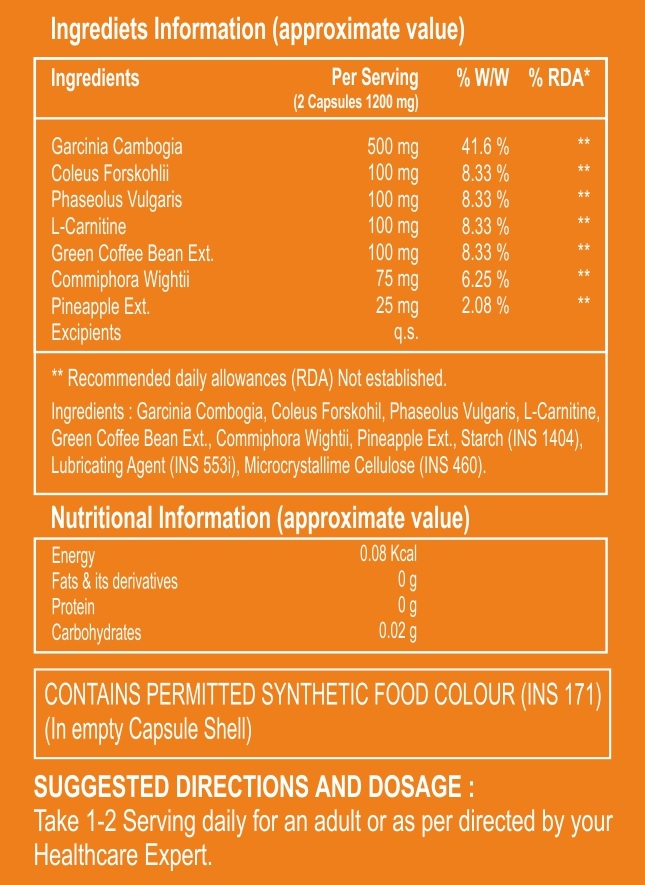 Ingrediets Information (approximate value)
Ingredients Per Serving % W/W % RDA*
(2 Capsules 1200 mg)
Garcinia Cambogia 500 mg 41.6 % **
Coleus Forskohlii 100 mg 8.33 % **
Phaseolus Vulgaris 100 mg 8.33 % **
L-Carnitine 100 mg 8.33 % **
Green Coffee Bean Ext. 100 mg 8.33 % **
Commiphora Wightii 75 mg 6.25 % **
Pineapple Ext. 25 mg 2.08 % **
Excipients q.s.
** Recommended daily allowances (RDA) Not established.
Ingredients : Garcinia Combogia, Coleus Forskohil, Phaseolus Vulgaris, L-Carnitine,
Green Coffee Bean Ext., Commiphora Wightii, Pineapple Ext., Starch (INS 1404),
Lubricating Agent (INS 553i), Microcrystallime Cellulose (INS 460).
Nutritional Information (approximate value)
Energy 0.08 Kcal
Fats & its derivatives 0 g
Protein 0 g
Carbohydrates 0.02 g
CONTAINS PERMITTED SYNTHETIC FOOD COLOUR (INS 171)
(In empty Capsule Shell)
SUGGESTED DIRECTIONS AND DOSAGE :
Take 1-2 Serving daily for an adult or as per directed by your
Healthcare Expert.